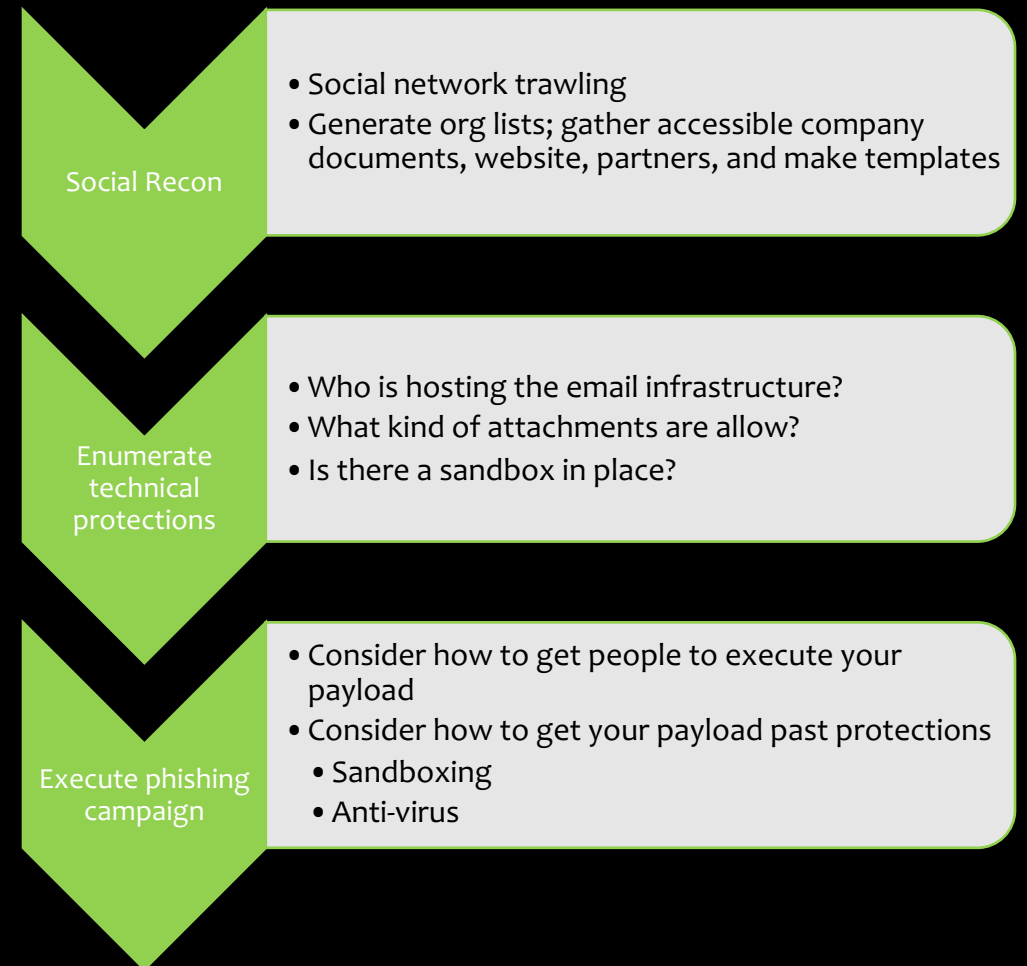 Social Recon
• Social network trawling
• Generate org lists; gather accessible company
documents, website, partners, and make templates
Enumerate
technical
protections
• Who is hosting the email infrastructure?
• What kind of attachments are allow?
• Is there a sandbox in place?
Execute phishing
campaign
• Consider how to get people to execute your
payload
• Consider how to get your payload past protections
• Sandboxing
• Anti-virus